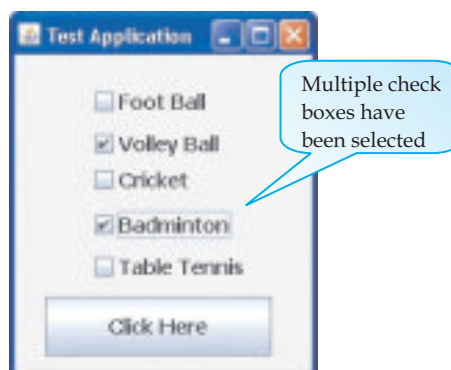 Test Application
Foot Ball
Volley Ball
Cricket
Badminton
Table Tennis
Click Here
Multiple check
boxes have
been selected